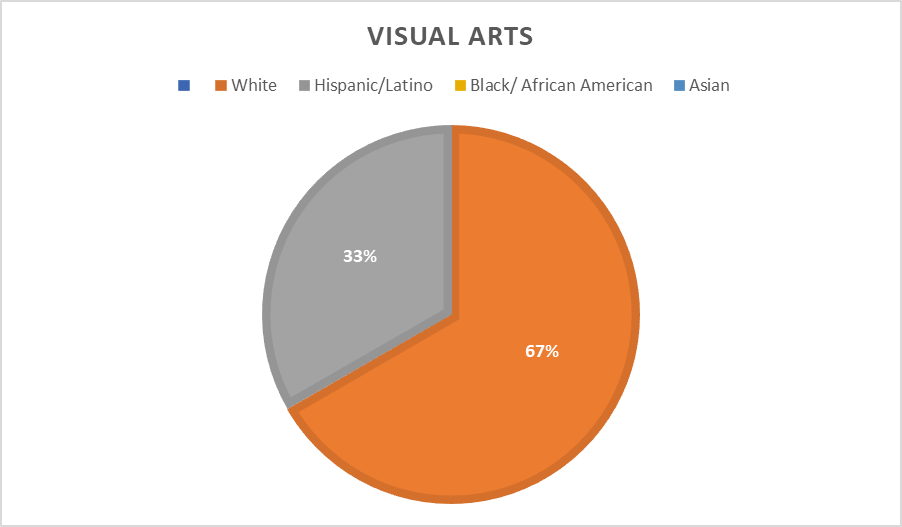 VISUAL ARTS
White Hispanic/Latino Black/ African American Asian
33%
67%